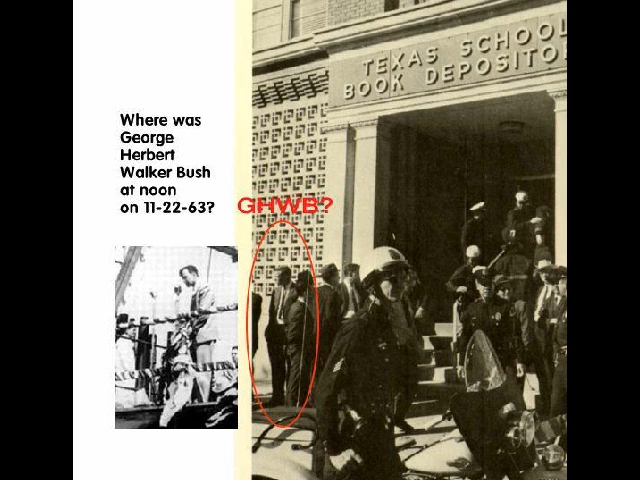 Where was
George
Herbert
Walker Bush
at noon
on 11-22-63?
GHWB?
TEXAS SCHOOL
BOOK DEPOSITOR